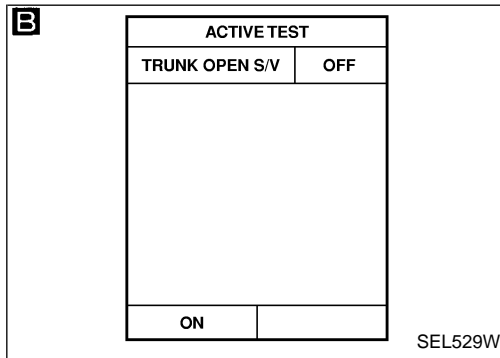 B
ACTIVE TEST
TRUNK OPEN S/V OFF
ON
SEL529W